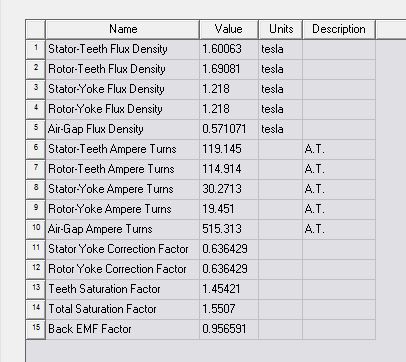 Name Value Units Description
1 Stator-Teeth Flux Density 1.60063 tesla
2 Rotor-Teeth Flux Density 1.69081 tesla
3 Stator-Yoke Flux Density 1.218 tesla
4 Rotor-Yoke Flux Density 1.218 tesla
5 Air-Gap Flux Density 0.571071 tesla
6 Stator-Teeth Ampere Turns 119.145 A.T.
7 Rotor-Teeth Ampere Turns 114.914 A.T.
8 Stator-Yoke Ampere Turns 30.2713 A.T.
9 Rotor-Yoke Ampere Turns 19.451 A.T.
10 Air-Gap Ampere Turns 515.313 A.T.
11 Stator Yoke Correction Factor 0.636429
12 Rotor Yoke Correction Factor 0.636429
13 Teeth Saturation Factor 1.45421
14 Total Saturation Factor 1.5507
15 Back EMF Factor 0.956591